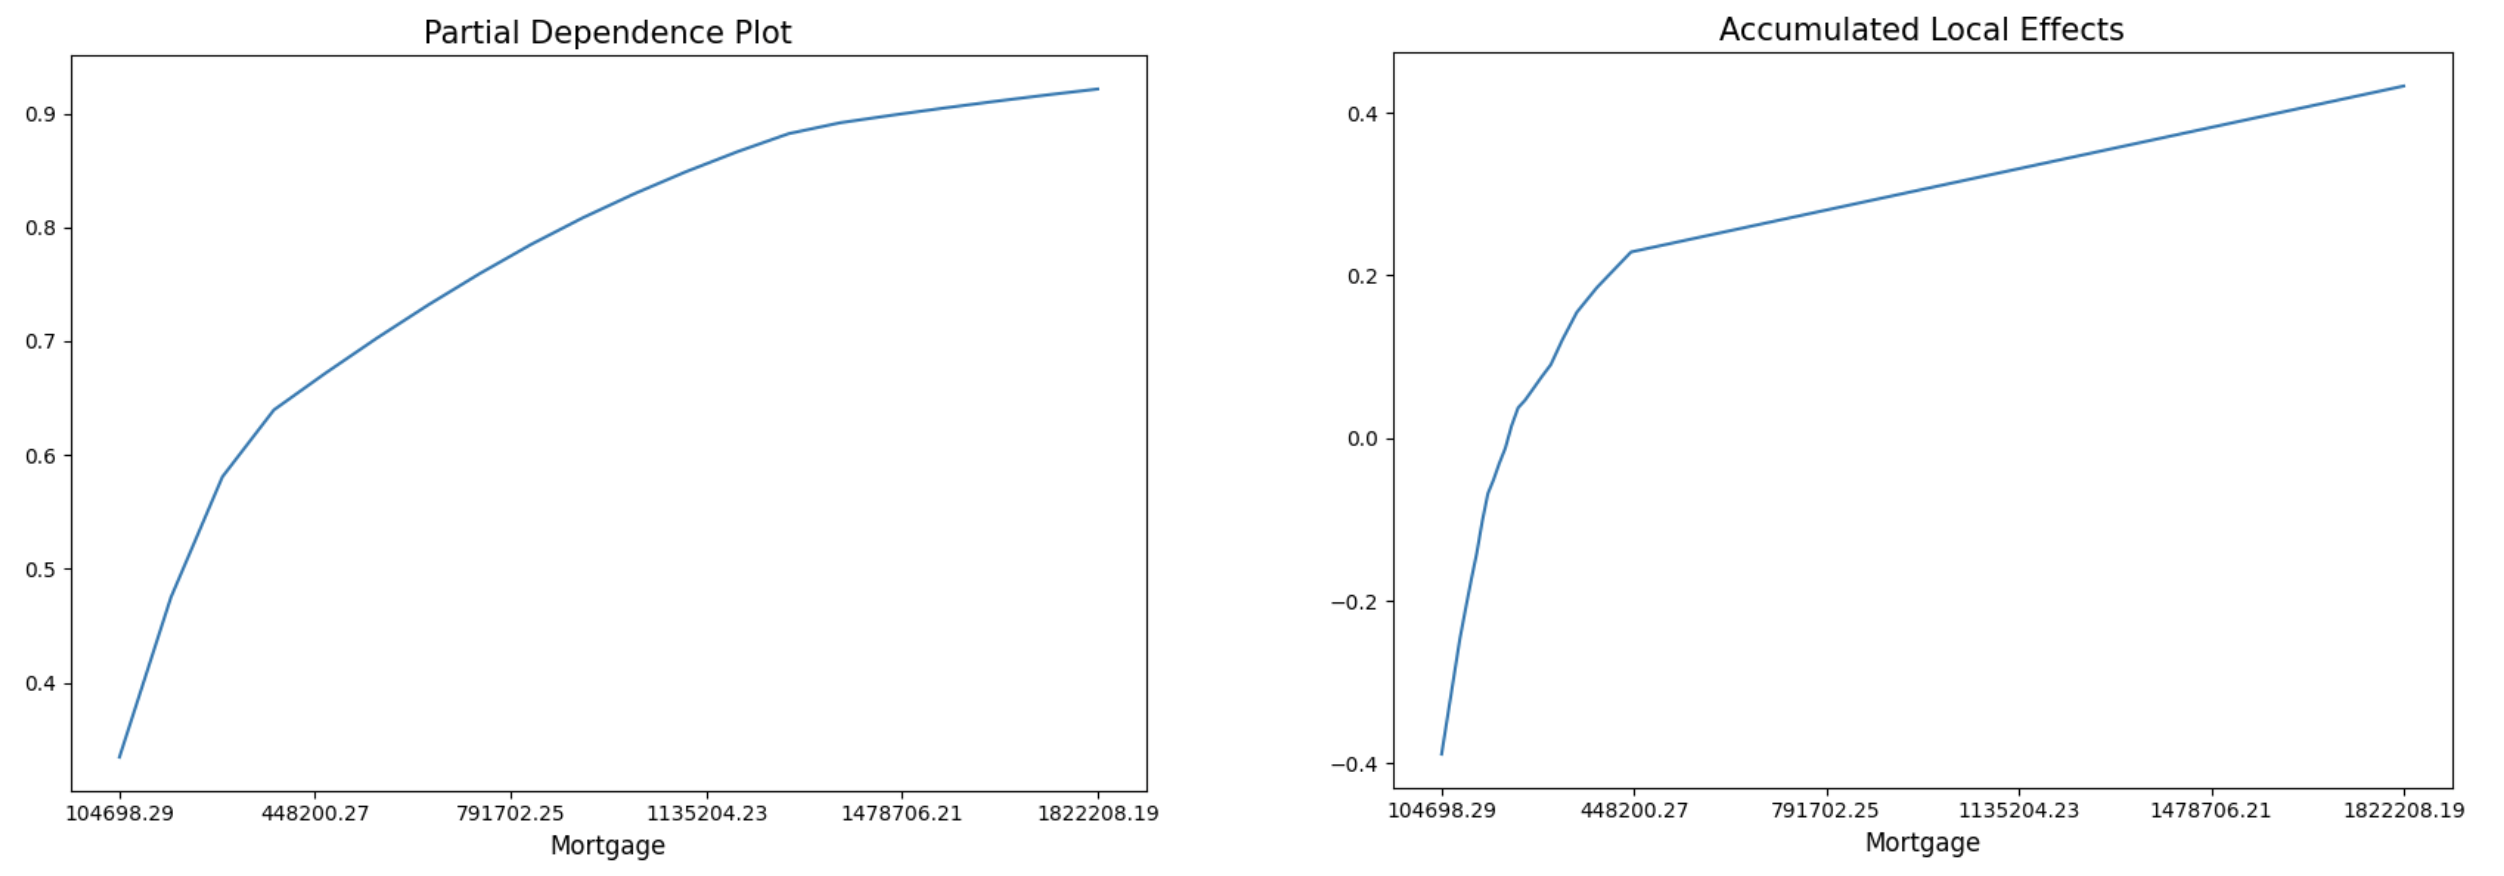 Partial Dependence Plot
0.9
0.8
0.7
0.6
0.5
0.4
104698.29 448200.27 791702.25 1135204.23 1478706.21 1822208.19
Mortgage
Accumulated Local Effects
0.4
0.2
0.0
−0.2
−0.4
104698.29 448200.27 791702.25 1135204.23 1478706.21 1822208.19
Mortgage